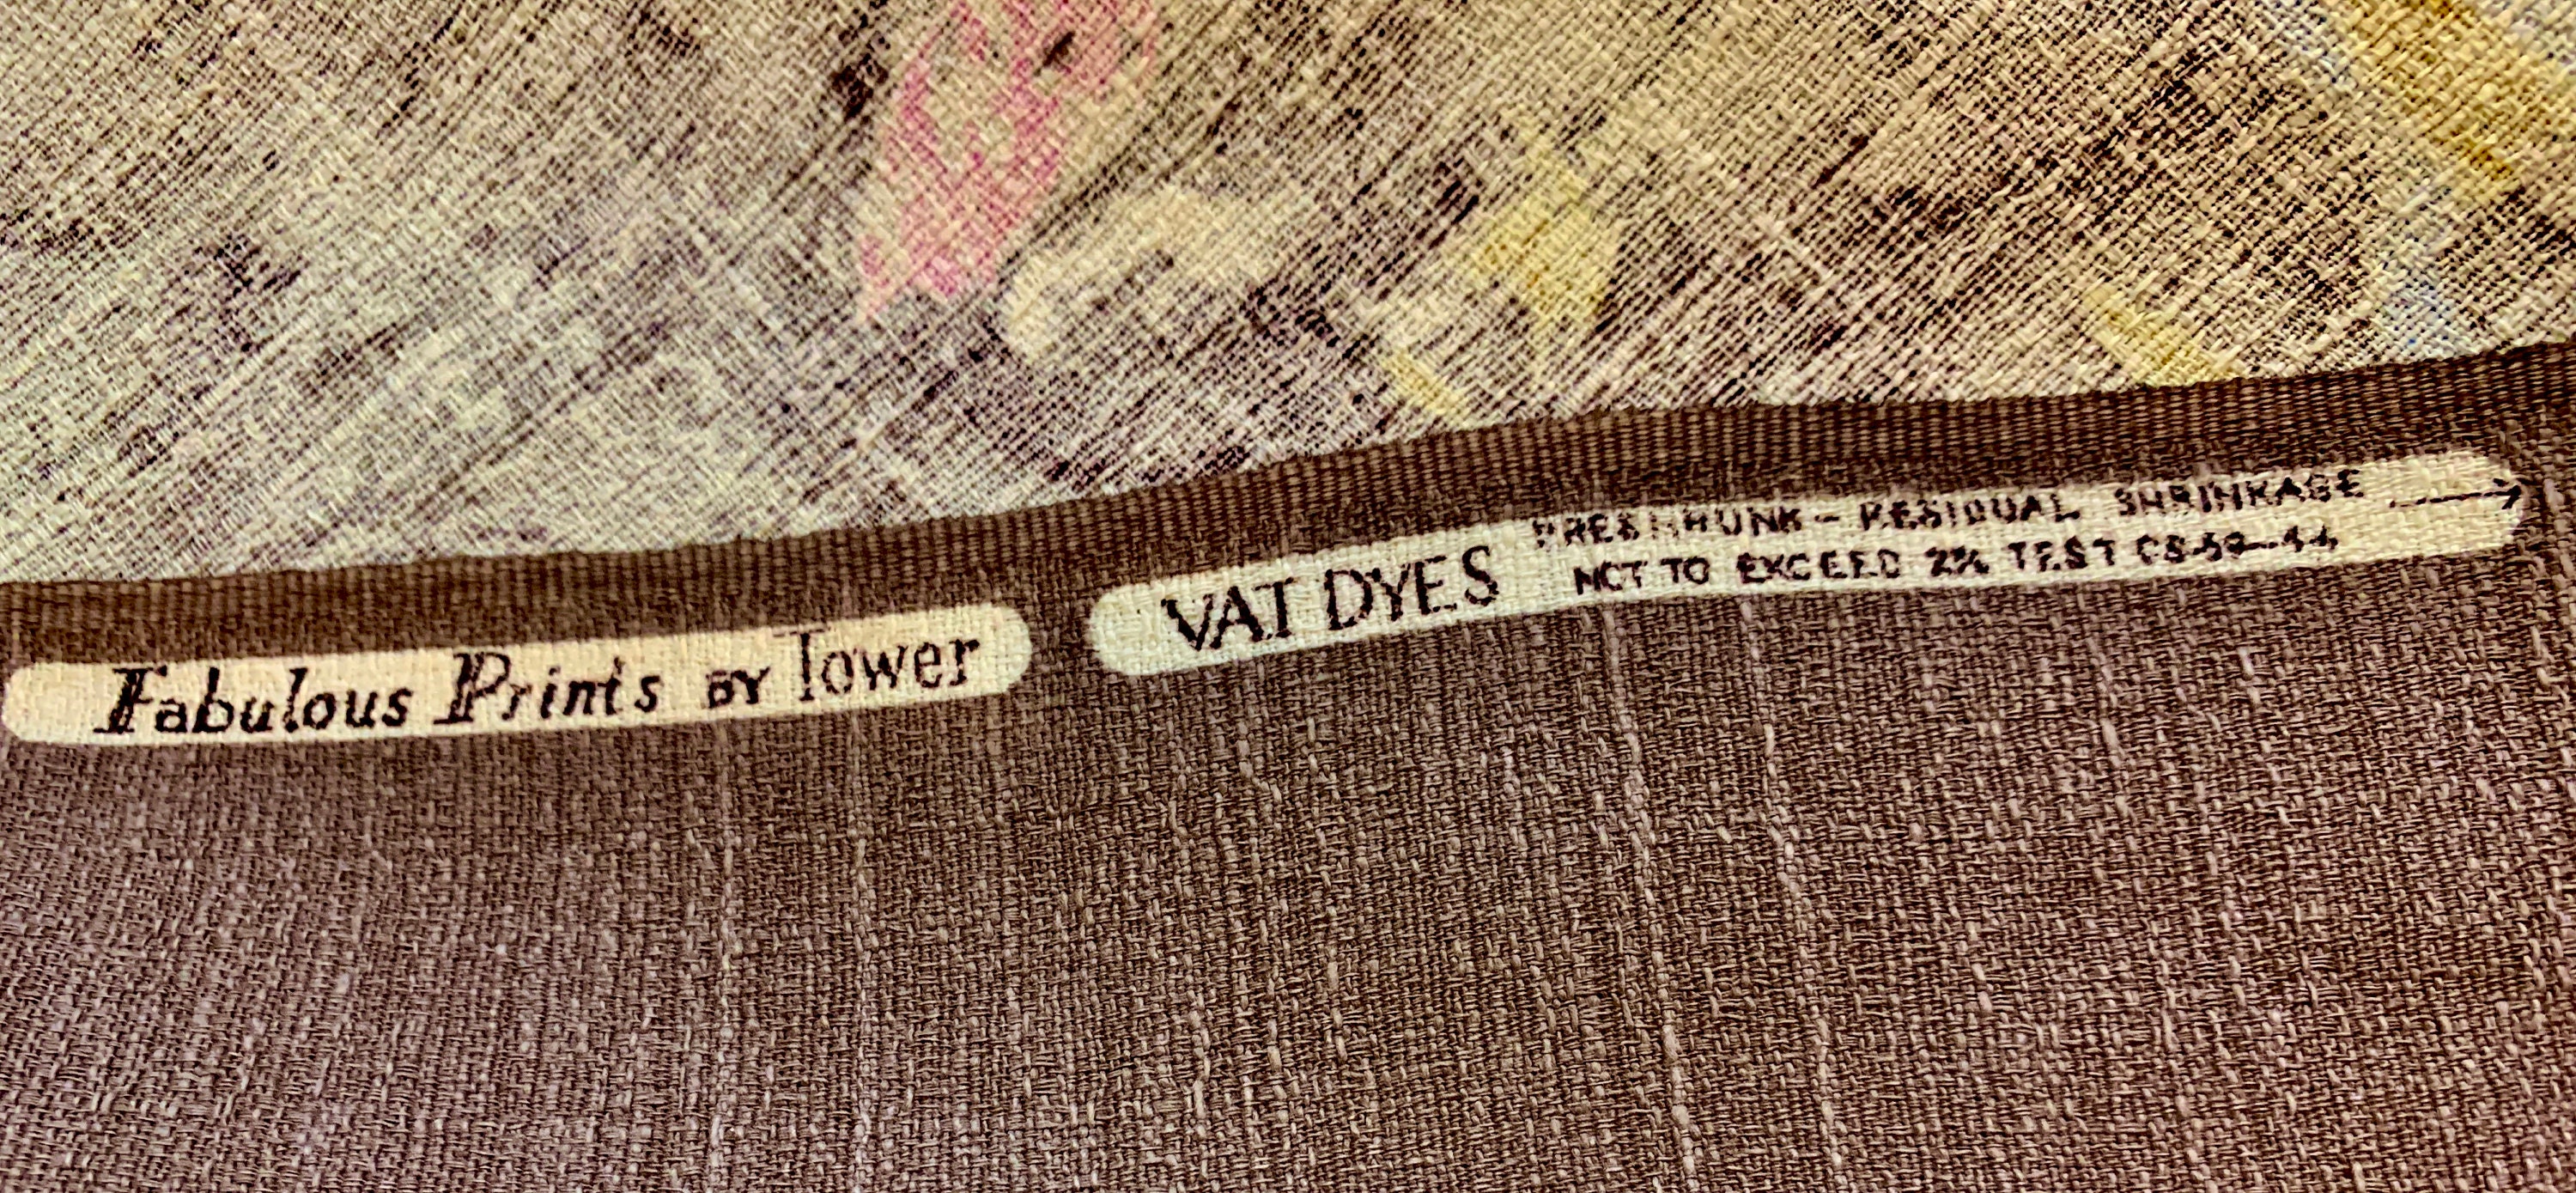 Fabulous Prints BY Tower
VAT DYES
PRESHRUNK - RESIDUAL SHRINKAGE →
NOT TO EXCEED 2% TEST CS-59-44